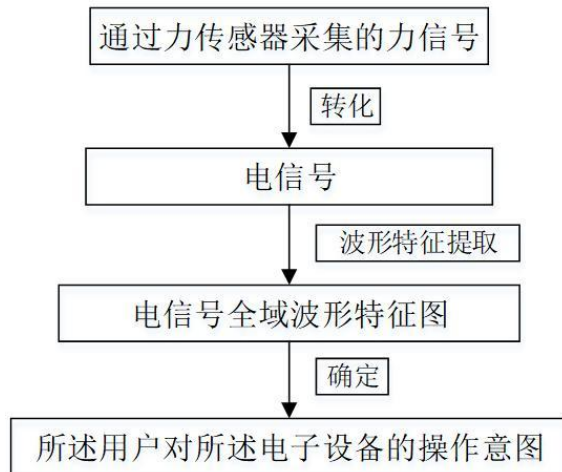 通过力传感器采集的力信号
转化
电信号
波形特征提取
电信号全域波形特征图
确定
所述用户对所述电子设备的操作意图